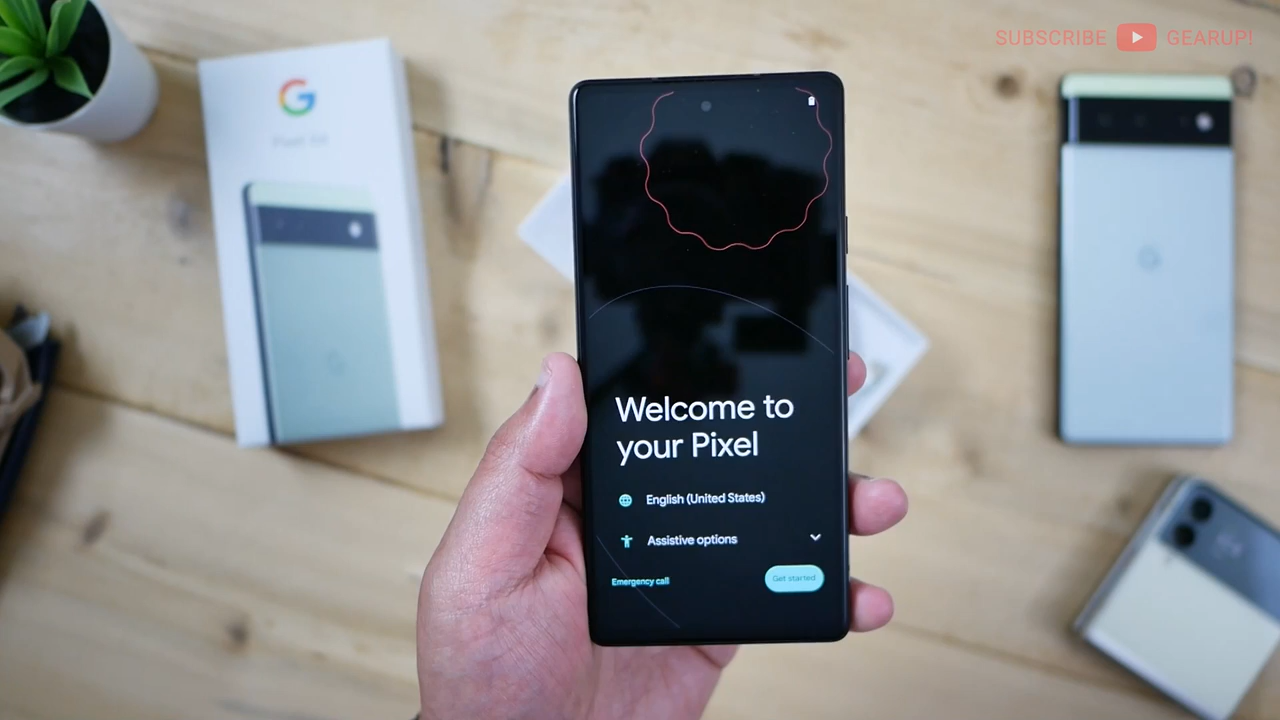 SUBSCRIBE GEARUP!
G
Welcome to
your Pixel
English (United States)
Assistive options
Emergency call
Get started